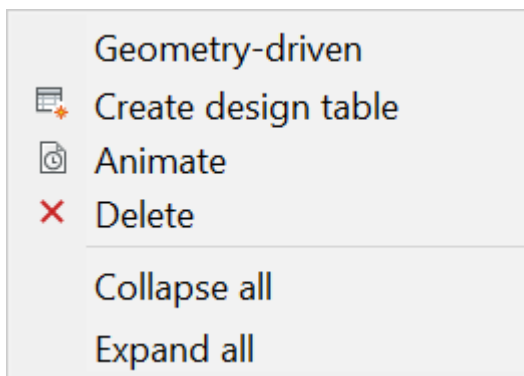 Geometry-driven
Create design table
Animate
Delete
Collapse all
Expand all